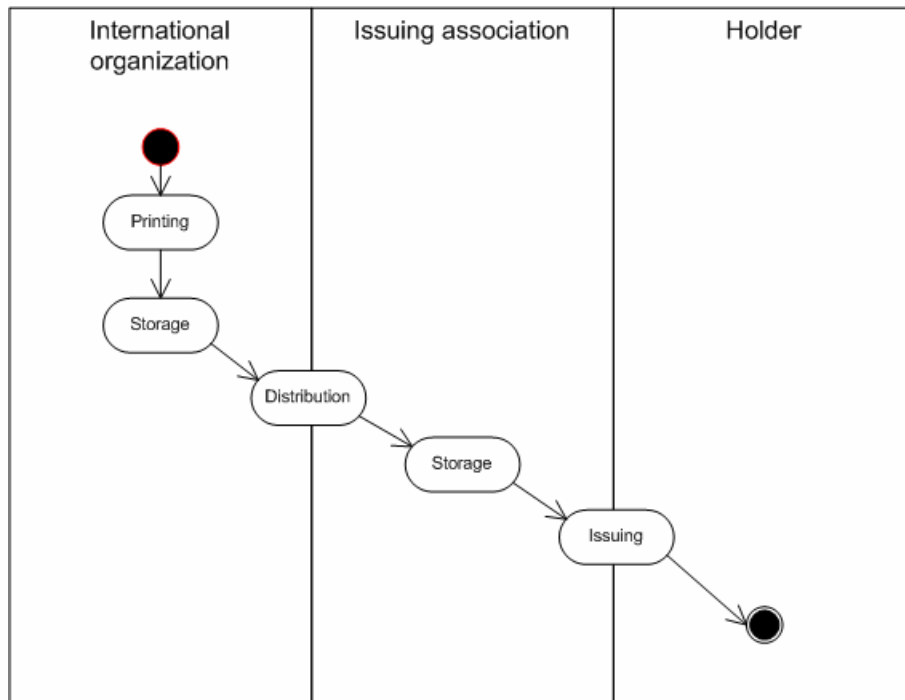 International
organization
Issuing association
Holder
Printing
Storage
Distribution
Storage
Issuing